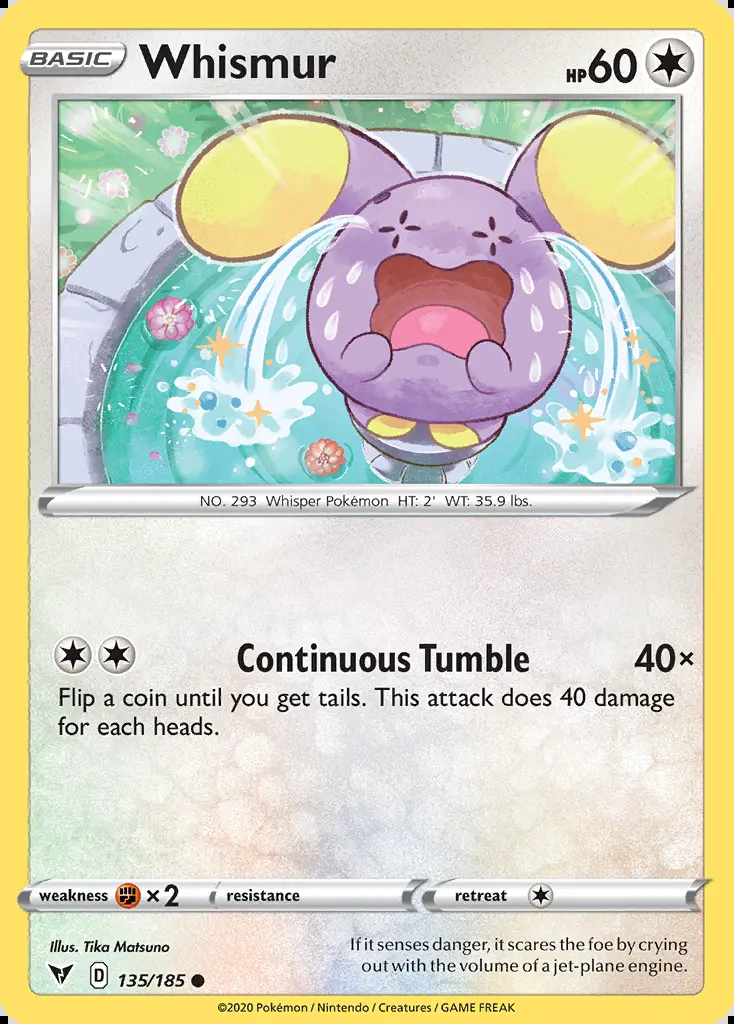 BASIC Whismur HP60
NO. 293 Whisper Pokémon HT: 2' WT: 35.9 lbs.
Continuous Tumble 40×
Flip a coin until you get tails. This attack does 40 damage
for each heads.
weakness ×2 resistance retreat
Illus. Tika Matsuno
If it senses danger, it scares the foe by crying
out with the volume of a jet-plane engine.
D 135/185
©2020 Pokémon / Nintendo / Creatures / GAME FREAK